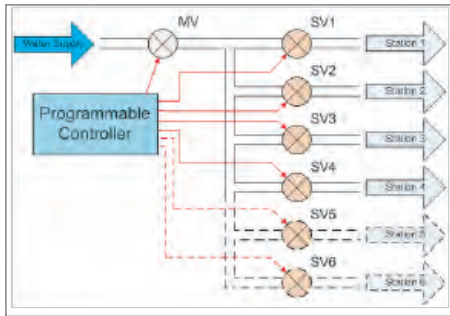 MV
SV1
Water Supply
Station 1
SV2
Station 2
Programmable
Controller
SV3
Station 3
SV4
Station 4
SV5
Station 5
SV6
Station 6